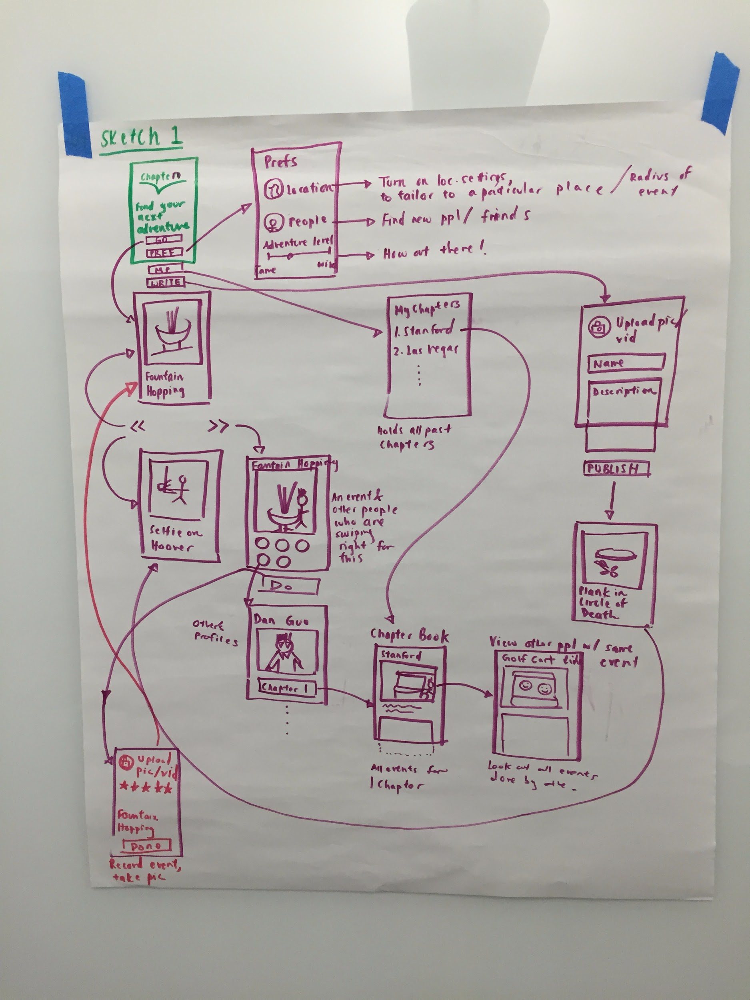 Sketch 1
Chapters
Find your
next
adventure
GO
PREF
Me
WRITE
Prefs
Location
People
Adventure level
Tame
Wild
Turn on loc. settings,
to tailor to a particular place / Radius of
event
Find new ppl / friends
How out there!
Fountain
Hopping
<<
>>
My Chapters
1. Stanford
2. Las Vegas
Holds all past
Chapters
Upload pic/
vid
Name
Description
PUBLISH
Selfie on
Hoover
Fountain Hopping
An event &
other people
who are
swiping
right for
this
Do
Plank in
Circle of
Death
Others
Profiles
Dan Guo
Chapter 1
Chapter Book
Stanford
All events for
1 Chapter
View other ppl w/ same
event
Golf Cart Ride
Look at all events
done by
Upload
pic/vid
Fountain
Hopping
Done
Record event,
take pic